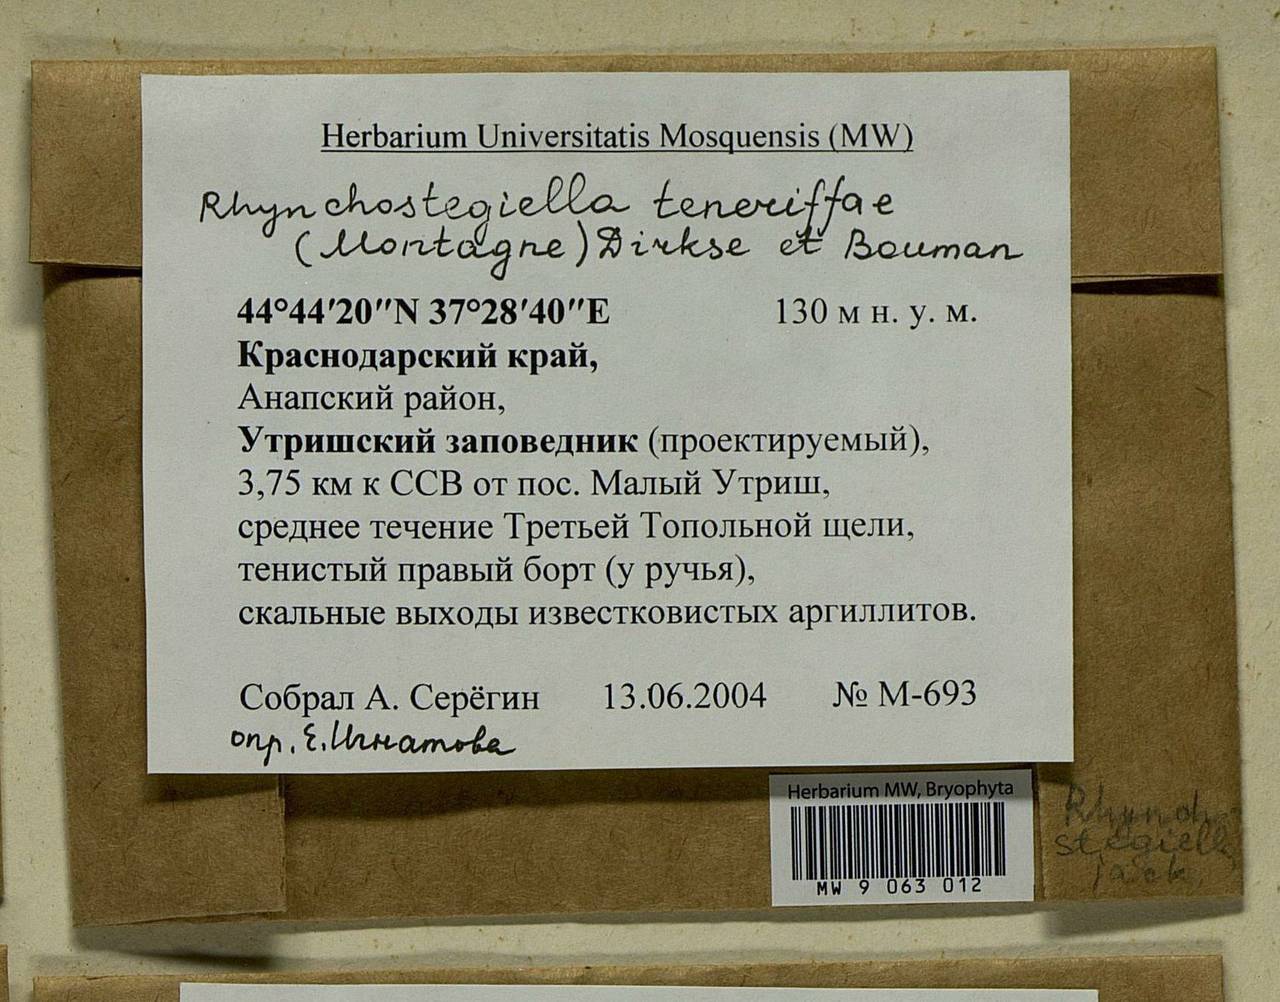 Herbarium Universitatis Mosquensis (MW)
Rhynchostegiella teneriffae
(Montagne) Dirkse et Bouman
44°44′20″N 37°28′40″E 130 м н. у. м.
Краснодарский край,
Анапский район,
Утришский заповедник (проектируемый),
3,75 км к ССВ от пос. Малый Утриш,
среднее течение Третьей Топольной щели,
тенистый правый борт (у ручья),
скальные выходы известковистых аргиллитов.
Собрал А. Серёгин 13.06.2004 № М-693
опр. Е. Игнатова
Herbarium MW, Bryophyta
MW 9 063 012
Rhyncho-
stegiella
jack.